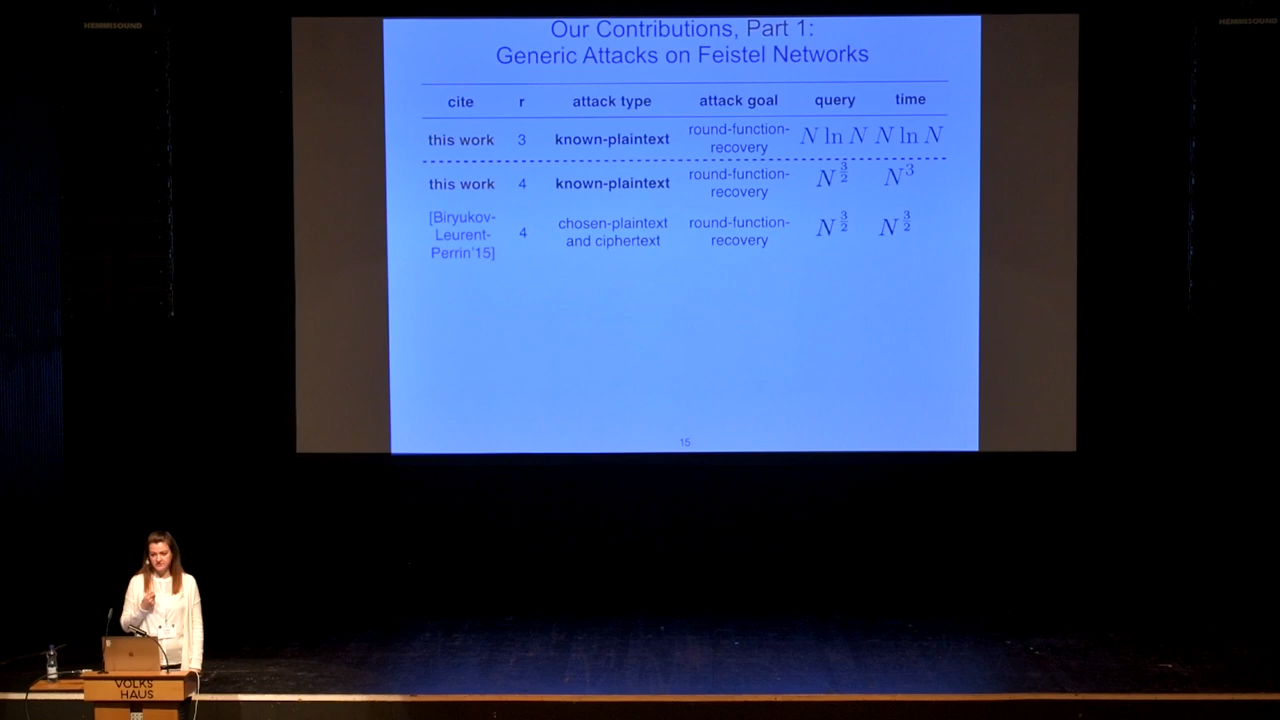 HEMMSOUND
HEMMSOUND
Our Contributions, Part 1:
Generic Attacks on Feistel Networks
cite r attack type attack goal query time
this work 3 known-plaintext round-function-recovery N ln N N ln N
this work 4 known-plaintext round-function-recovery N^{3/2} N^3
[Biryukov-Leurent-Perrin'15] 4 chosen-plaintext and ciphertext round-function-recovery N^{3/2} N^{3/2}
15
VOLKS
HAUS